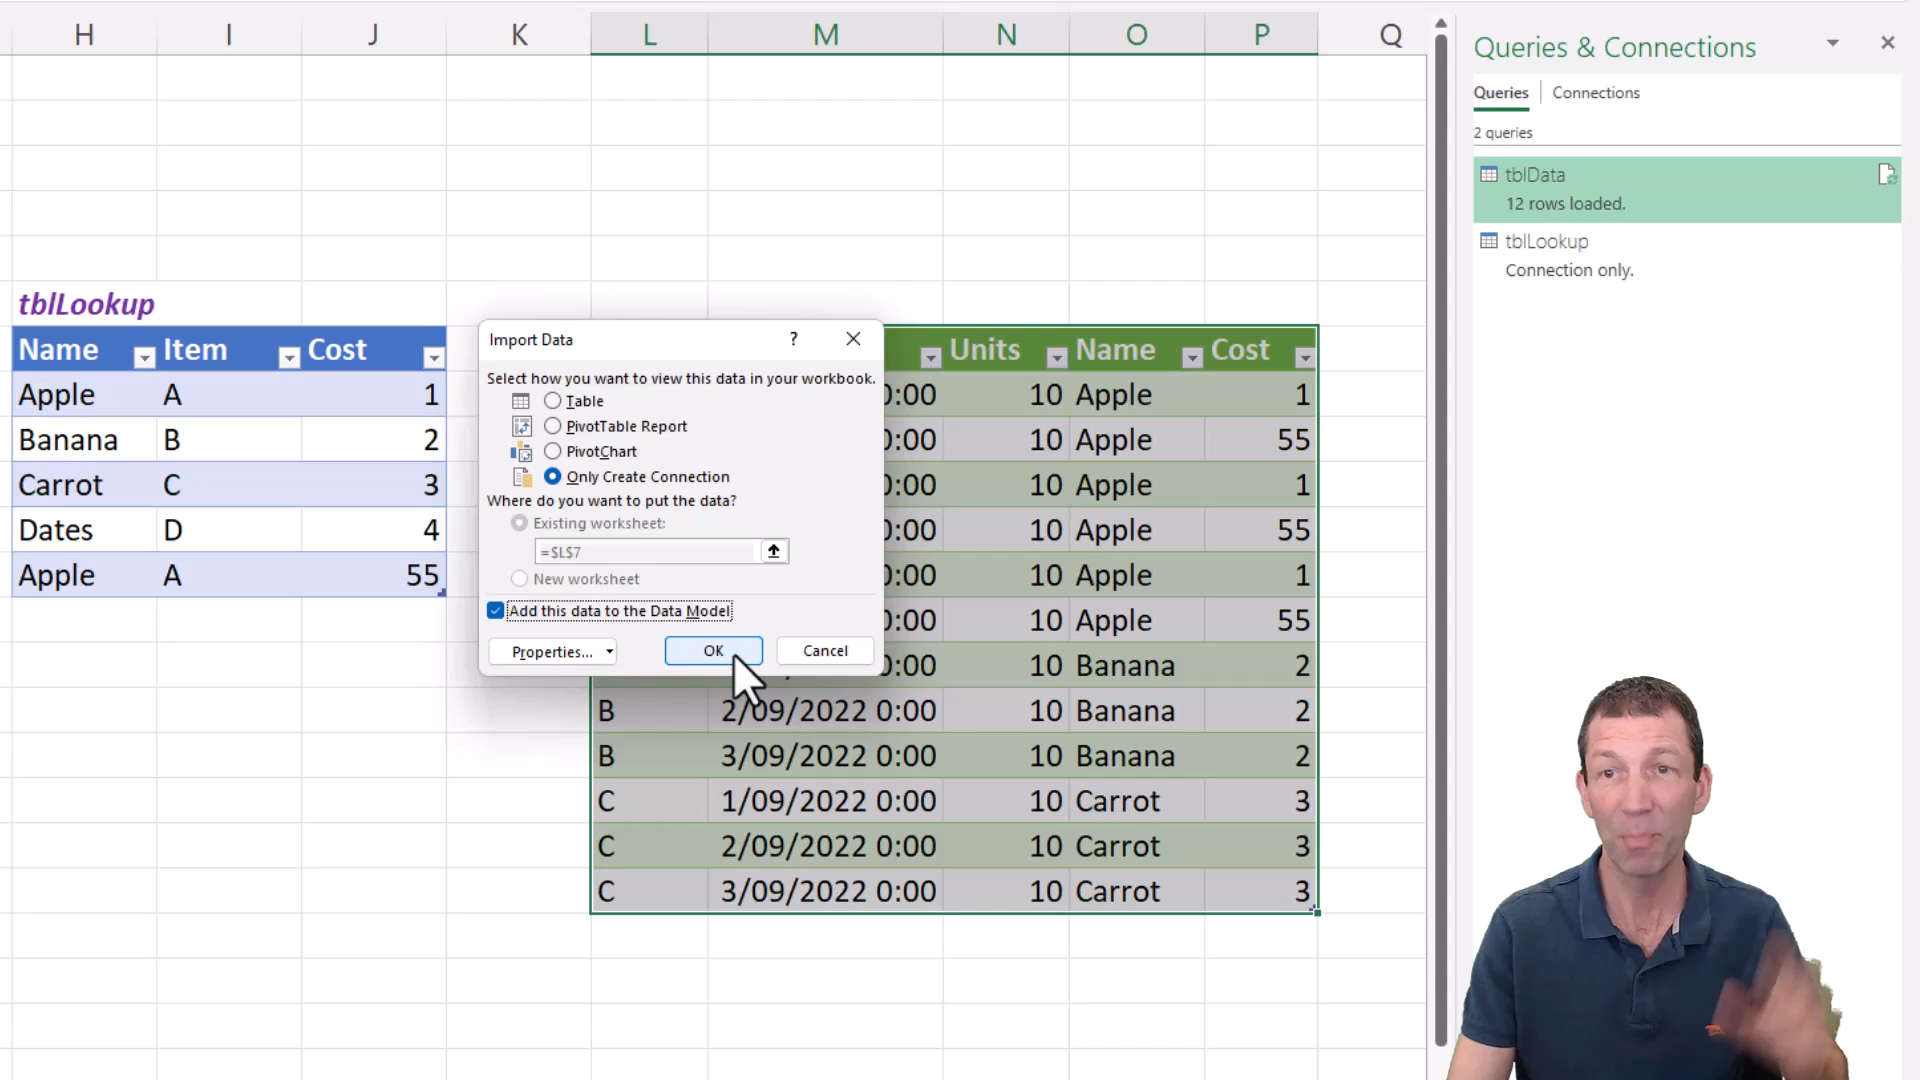 H I J K L M N O P Q
Queries & Connections
Queries Connections
2 queries
tblData
12 rows loaded.
tblLookup
Connection only.
tblLookup
Name Item Cost
Apple A 1
Banana B 2
Carrot C 3
Dates D 4
Apple A 55
Import Data ? 
Select how you want to view this data in your workbook.
Table
PivotTable Report
PivotChart
Only Create Connection
Where do you want to put the data?
Existing worksheet:
=$L$7
New worksheet
Add this data to the Data Model
Properties... OK Cancel
Units Name Cost
0:00 10 Apple 1
0:00 10 Apple 55
0:00 10 Apple 1
0:00 10 Apple 55
0:00 10 Apple 1
0:00 10 Apple 55
0:00 10 Banana 2
B 2/09/2022 0:00 10 Banana 2
B 3/09/2022 0:00 10 Banana 2
C 1/09/2022 0:00 10 Carrot 3
C 2/09/2022 0:00 10 Carrot 3
C 3/09/2022 0:00 10 Carrot 3